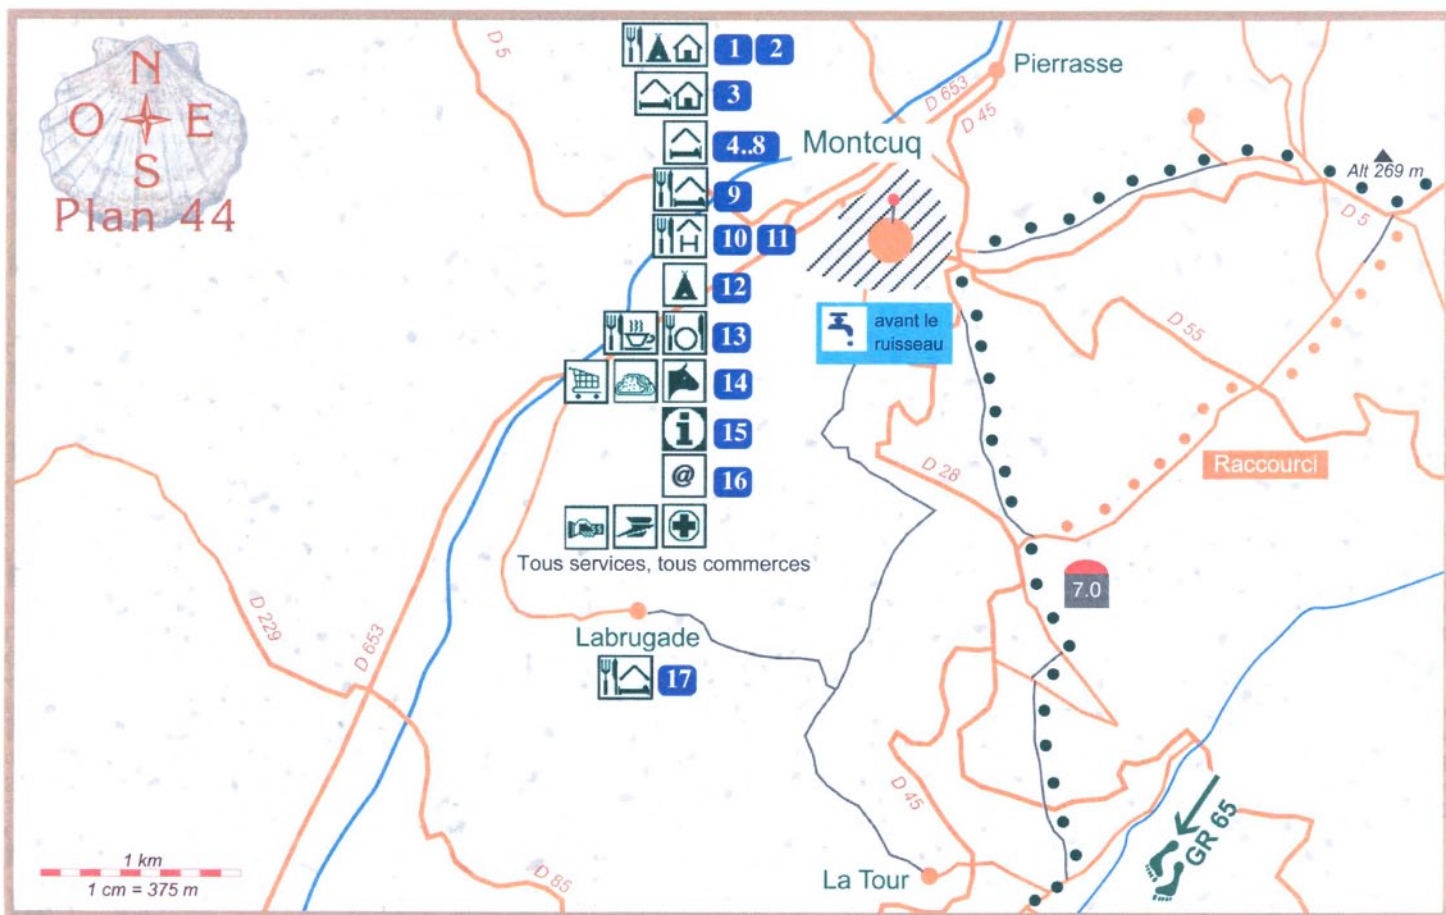 N
O E
S
Plan 44
D 5
1 2
3
4..8
9
10 11
12
13
14
i 15
@ 16
Tous services, tous commerces
Pierrasse
D 653
D 45
Montcuq
Alt 269 m
D 5
avant le
ruisseau
D 55
Raccourci
D 28
7.0
Labrugade
17
D 229
D 653
D 45
GR 65
La Tour
D 85
1 km
1 cm = 375 m